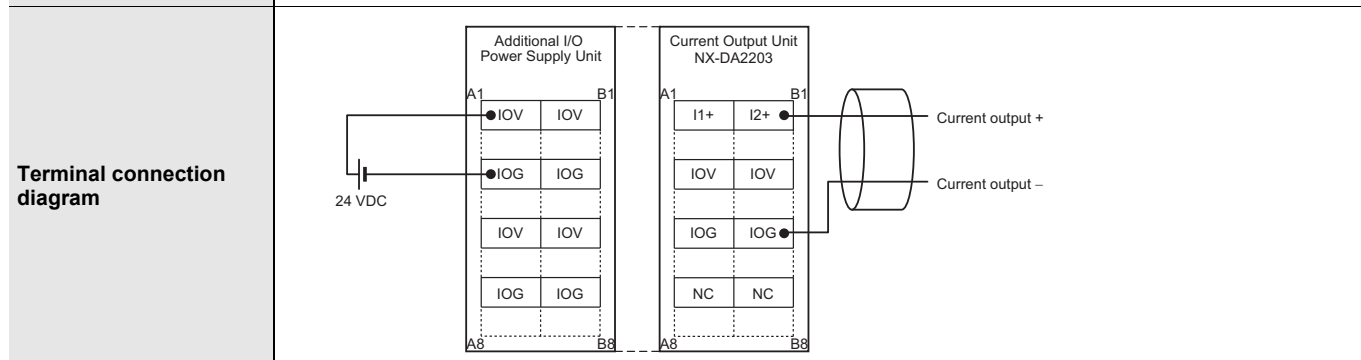 Terminal connection
diagram
24 VDC
Additional I/O
Power Supply Unit
A1 B1
IOV IOV
IOG IOG
IOV IOV
IOG IOG
A8 B8
Current Output Unit
NX-DA2203
A1 B1
I1+ I2+
IOV IOV
IOG IOG
NC NC
A8 B8
Current output +
Current output −